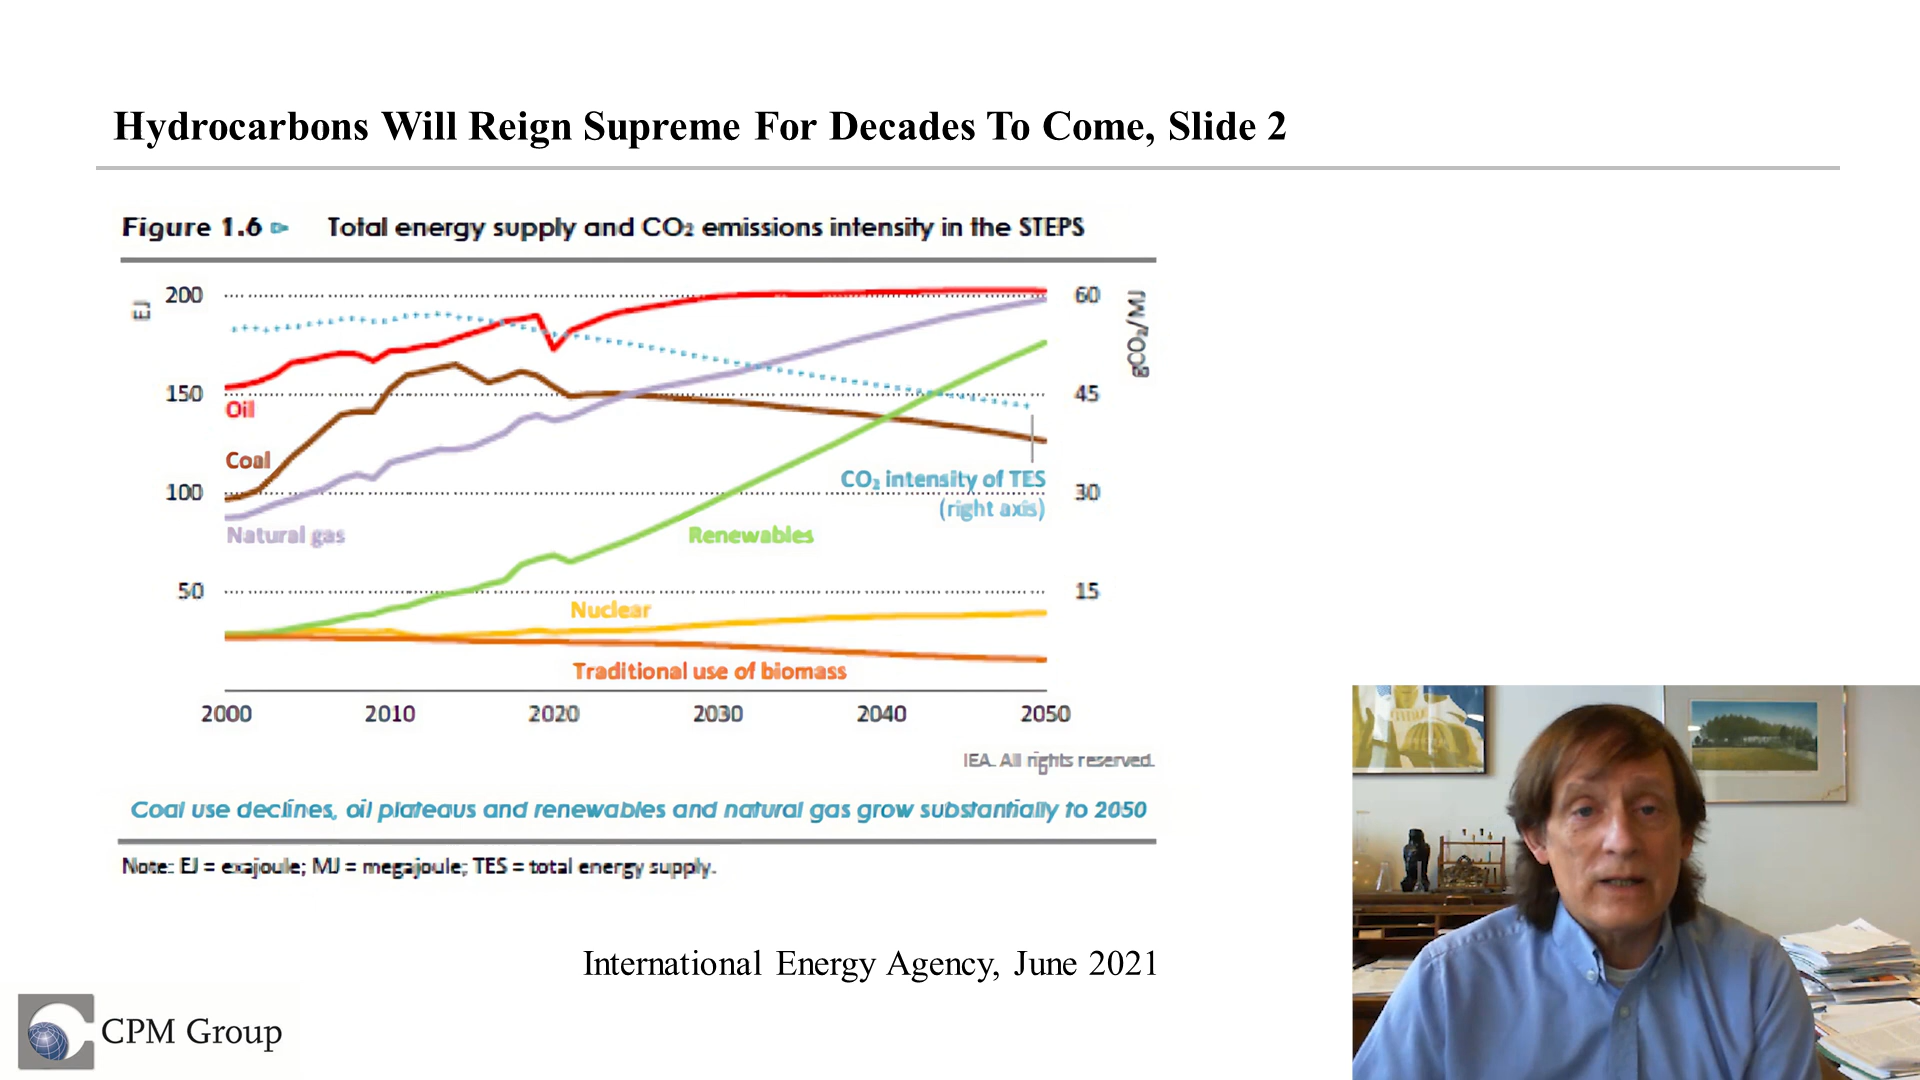 Hydrocarbons Will Reign Supreme For Decades To Come, Slide 2
Figure 1.6 Total energy supply and CO₂ emissions intensity in the STEPS
EJ
200
150
100
50
60
45
30
15
gCO₂/MJ
Oil
Coal
Natural gas
CO₂ intensity of TES
(right axis)
Renewables
Nuclear
Traditional use of biomass
2000 2010 2020 2030 2040 2050
IEA. All rights reserved.
Coal use declines, oil plateaus and renewables and natural gas grow substantially to 2050
Note: EJ = exajoule; MJ = megajoule; TES = total energy supply.
International Energy Agency, June 2021
CPM Group